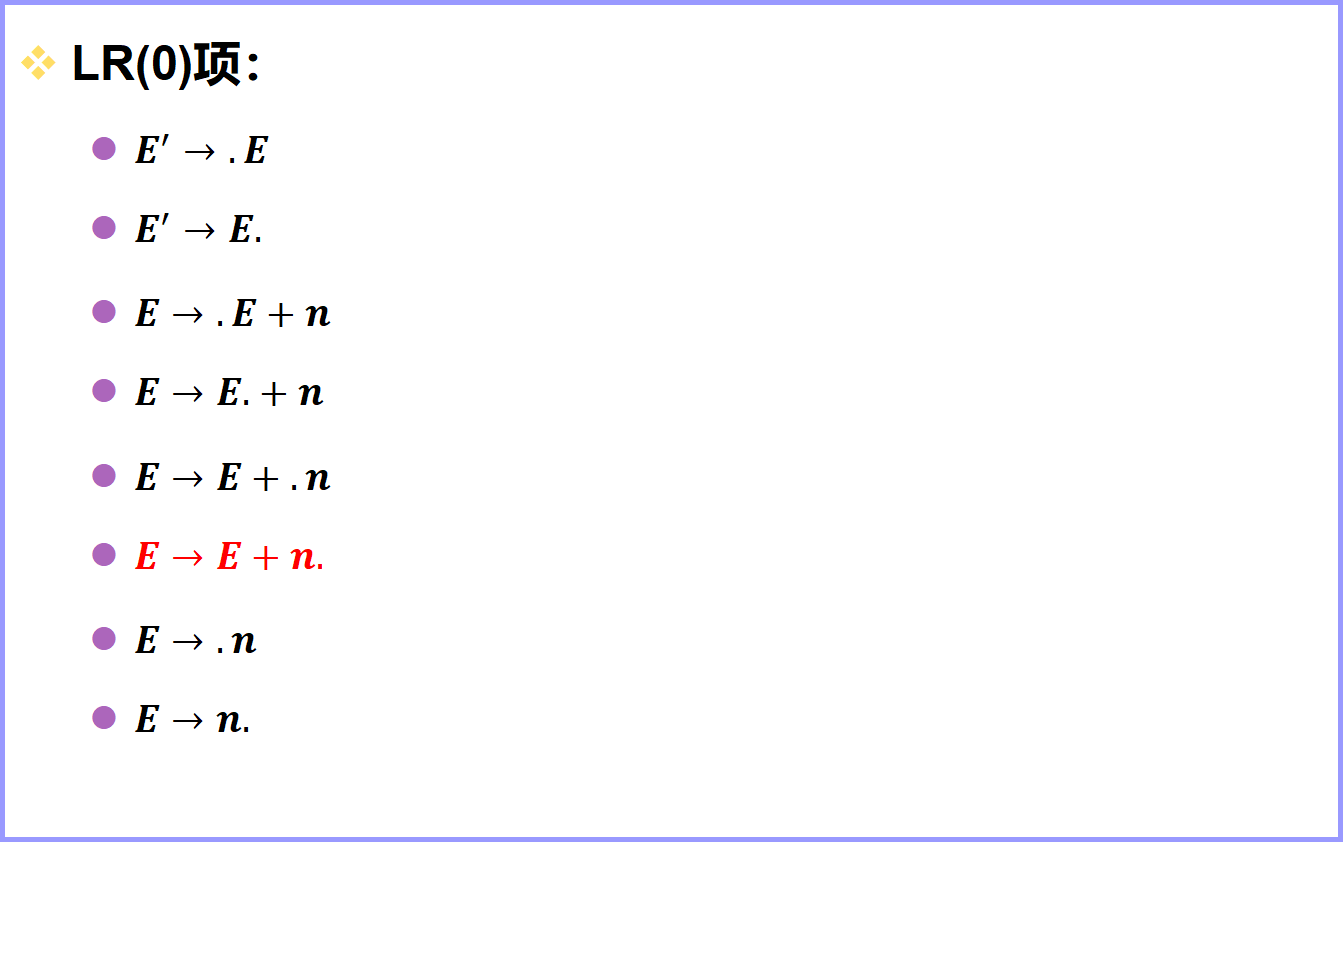 LR(0)项：
E′ → . E
E′ → E.
E → . E + n
E → E. + n
E → E + . n
E → E + n.
E → . n
E → n.